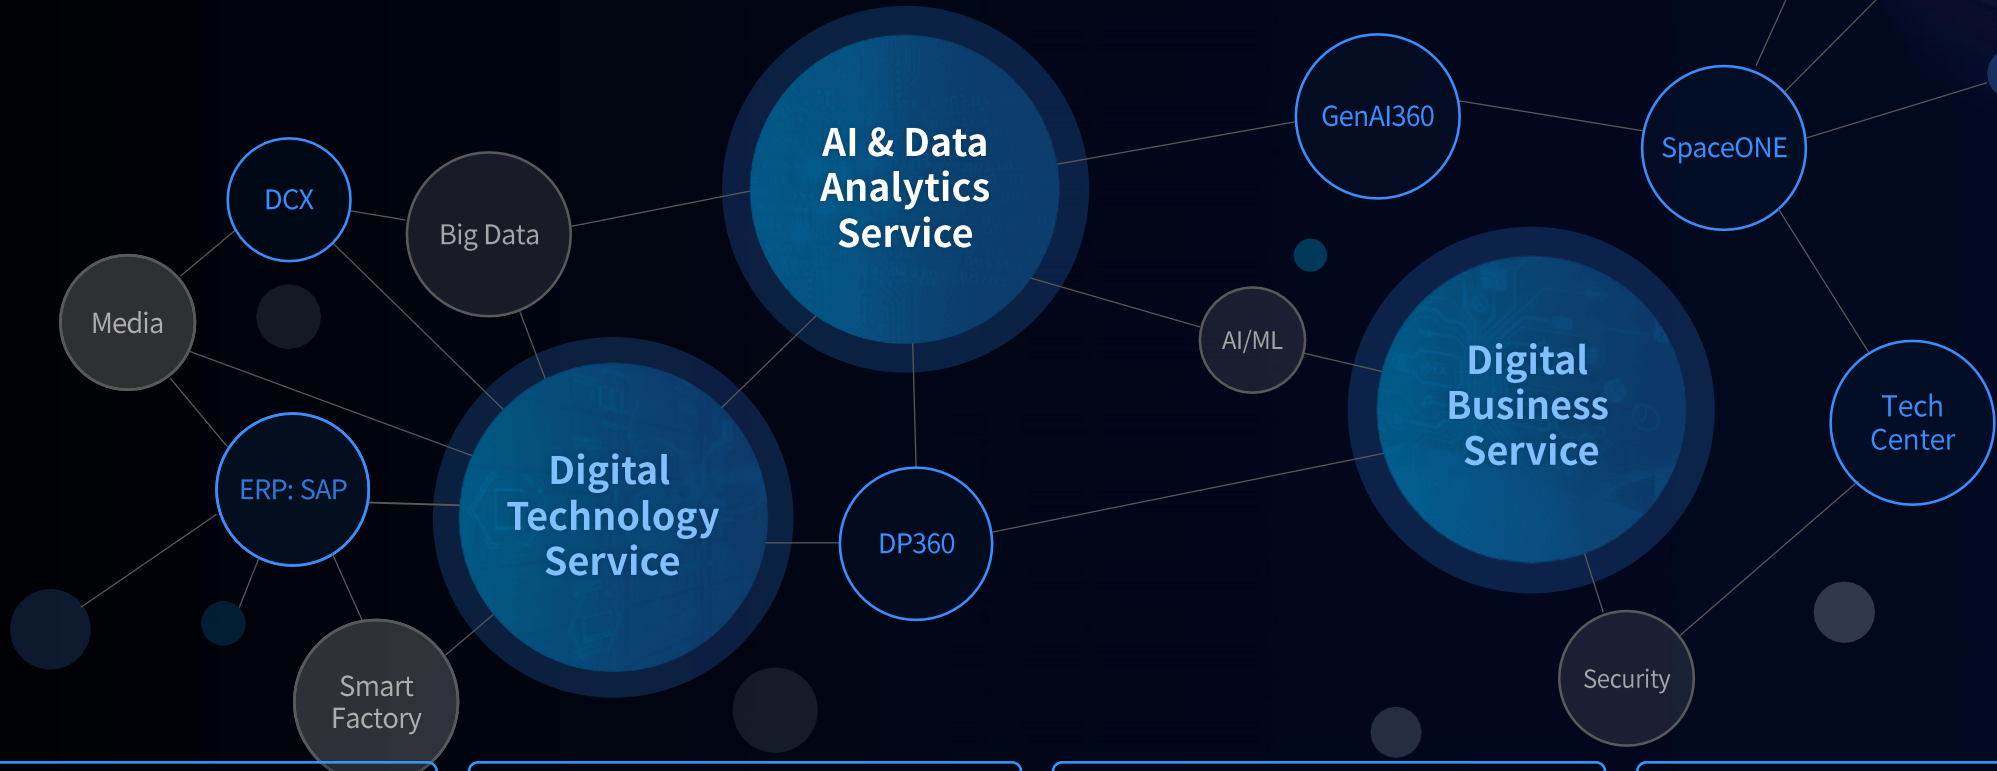 AI & Data
Analytics
Service
GenAI360
SpaceONE
DCX
Big Data
Media
AI/ML
Digital
Business
Service
Tech
Center
ERP: SAP
Digital
Technology
Service
DP360
Smart
Factory
Security